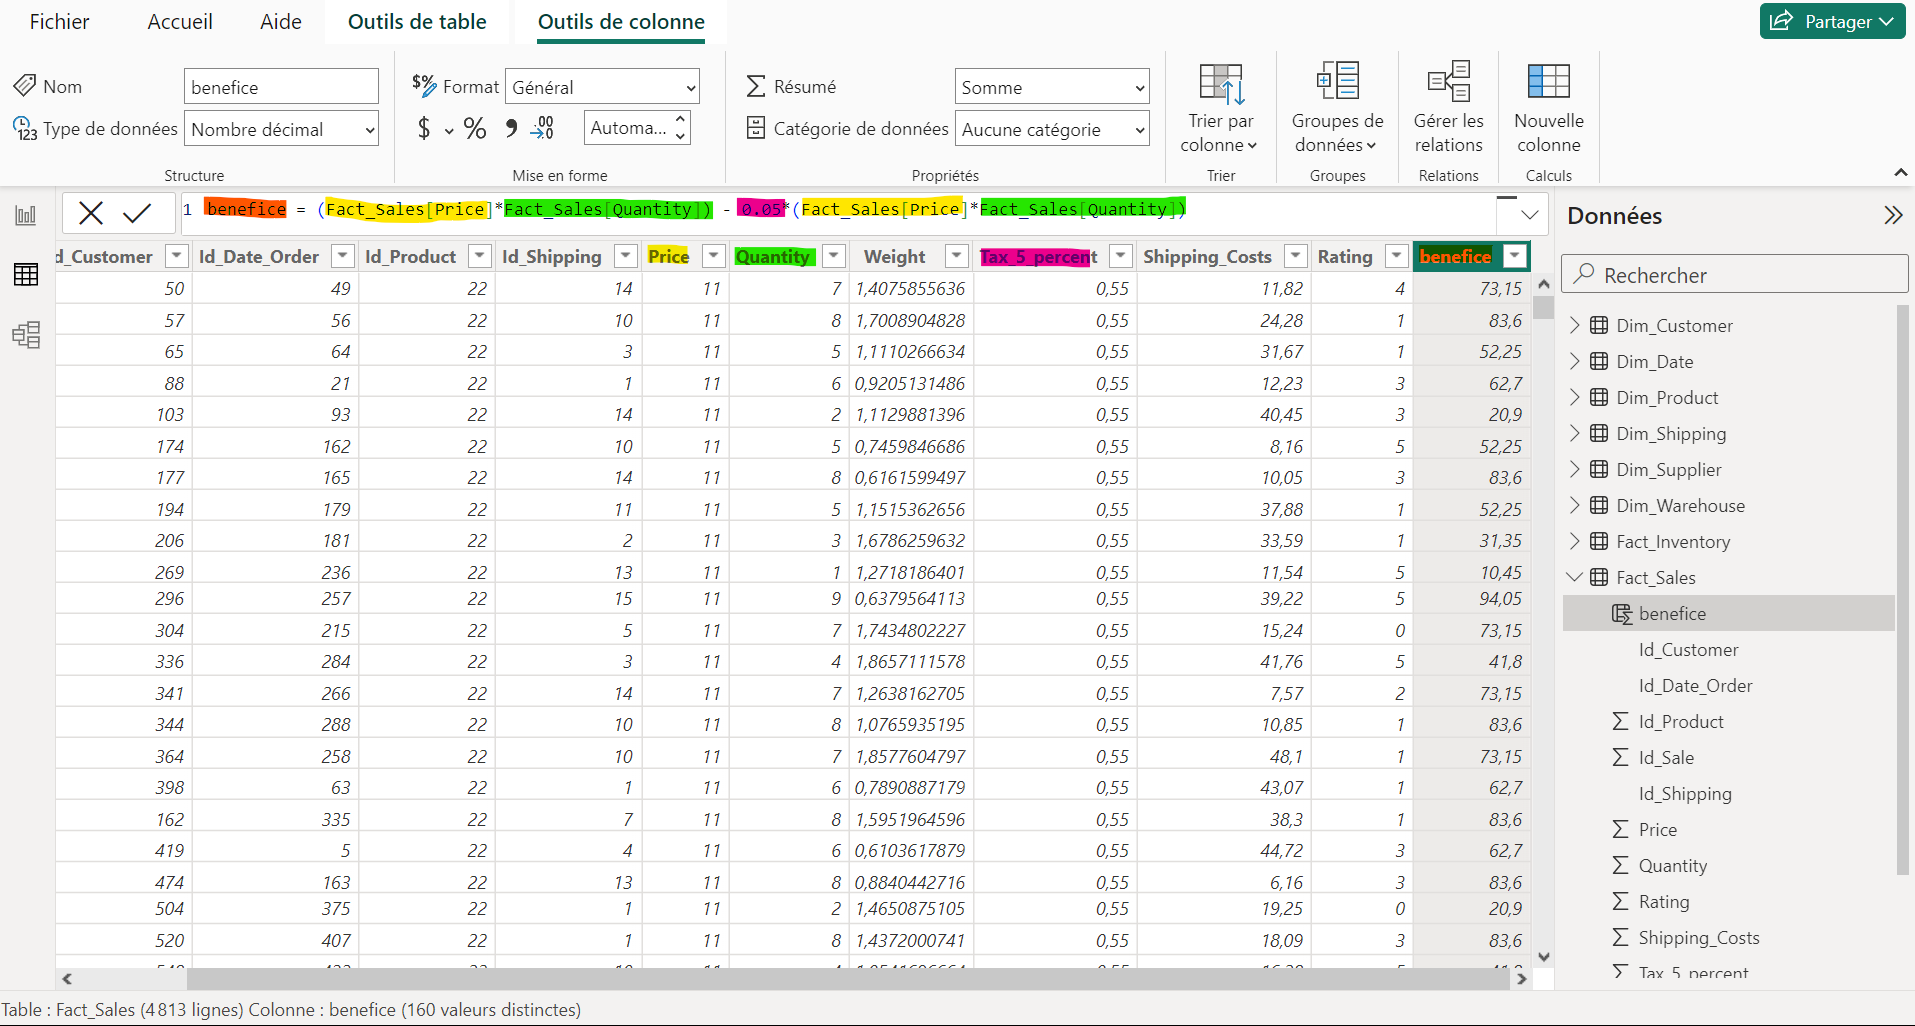 Fichier Accueil Aide Outils de table Outils de colonne Partager
Nom benefice $% Format Général Résumé Somme
Type de données Nombre décimal $ % Automa... Catégorie de données Aucune catégorie
Trier par colonne Groupes de données Gérer les relations Nouvelle colonne
Structure Mise en forme Propriétés Trier Groupes Relations Calculs
1 benefice = (Fact_Sales[Price]*Fact_Sales[Quantity]) - 0.05*(Fact_Sales[Price]*Fact_Sales[Quantity])
d_Customer Id_Date_Order Id_Product Id_Shipping Price Quantity Weight Tax_5_percent Shipping_Costs Rating benefice
50 49 22 14 11 7 1,4075855636 0,55 11,82 4 73,15
57 56 22 10 11 8 1,7008904828 0,55 24,28 1 83,6
65 64 22 3 11 5 1,1110266634 0,55 31,67 1 52,25
88 21 22 1 11 6 0,9205131486 0,55 12,23 3 62,7
103 93 22 14 11 2 1,1129881396 0,55 40,45 3 20,9
174 162 22 10 11 5 0,7459846686 0,55 8,16 5 52,25
177 165 22 14 11 8 0,6161599497 0,55 10,05 3 83,6
194 179 22 11 11 5 1,1515362656 0,55 37,88 1 52,25
206 181 22 2 11 3 1,6786259632 0,55 33,59 1 31,35
269 236 22 13 11 1 1,2718186401 0,55 11,54 5 10,45
296 257 22 15 11 9 0,6379564113 0,55 39,22 5 94,05
304 215 22 5 11 7 1,7434802227 0,55 15,24 0 73,15
336 284 22 3 11 4 1,8657111578 0,55 41,76 5 41,8
341 266 22 14 11 7 1,2638162705 0,55 7,57 2 73,15
344 288 22 10 11 8 1,0765935195 0,55 10,85 1 83,6
364 258 22 10 11 7 1,8577604797 0,55 48,1 1 73,15
398 63 22 1 11 6 0,7890887179 0,55 43,07 1 62,7
162 335 22 7 11 8 1,5951964596 0,55 38,3 1 83,6
419 5 22 4 11 6 0,6103617879 0,55 44,72 3 62,7
474 163 22 13 11 8 0,8840442716 0,55 6,16 3 83,6
504 375 22 1 11 2 1,4650875105 0,55 19,25 0 20,9
520 407 22 1 11 8 1,4372000741 0,55 18,09 3 83,6
Données
Rechercher
Dim_Customer
Dim_Date
Dim_Product
Dim_Shipping
Dim_Supplier
Dim_Warehouse
Fact_Inventory
Fact_Sales
benefice
Id_Customer
Id_Date_Order
Id_Product
Id_Sale
Id_Shipping
Price
Quantity
Rating
Shipping_Costs
Tax_5_percent
Table : Fact_Sales (4 813 lignes) Colonne : benefice (160 valeurs distinctes)